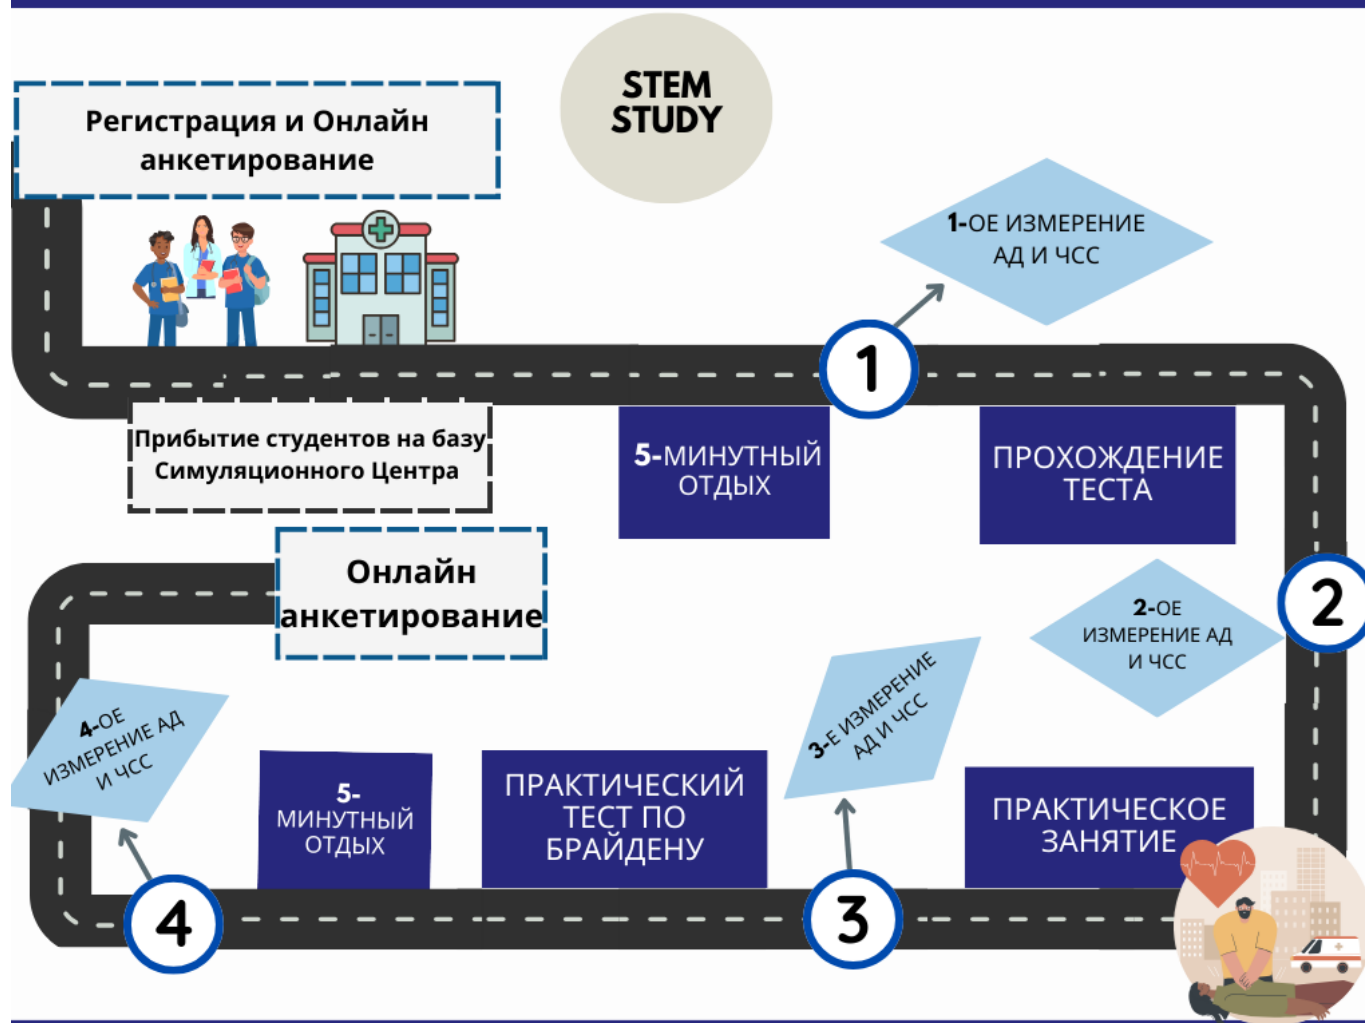 STEM
STUDY
Регистрация и Онлайн
анкетирование
1-ОЕ ИЗМЕРЕНИЕ
АД И ЧСС
1
Прибытие студентов на базу
Симуляционного Центра
5-МИНУТНЫЙ
ОТДЫХ
ПРОХОЖДЕНИЕ
ТЕСТА
2
2-ОЕ
ИЗМЕРЕНИЕ АД
И ЧСС
ПРАКТИЧЕСКОЕ
ЗАНЯТИЕ
3-Е ИЗМЕРЕНИЕ
АД И ЧСС
3
ПРАКТИЧЕСКИЙ
ТЕСТ ПО
БРАЙДЕНУ
5-
МИНУТНЫЙ
ОТДЫХ
4
4-ОЕ
ИЗМЕРЕНИЕ АД
И ЧСС
Онлайн
анкетирование